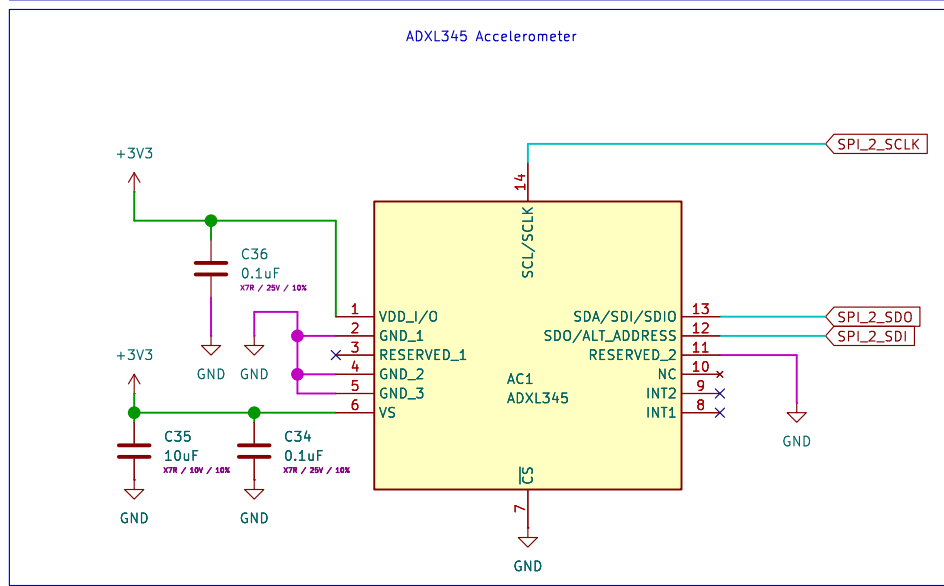 ADXL345 Accelerometer
SPI_2_SCLK
+3V3
14
SCL/SCLK
C36
0.1uF
X7R / 25V / 10%
GND
GND
1 VDD_I/O
2 GND_1
3 RESERVED_1
4 GND_2
5 GND_3
6 VS
SDA/SDI/SDIO 13
SPI_2_SDO
SDO/ALT_ADDRESS 12
SPI_2_SDI
RESERVED_2 11
NC 10
INT2 9
INT1 8
AC1
ADXL345
GND
+3V3
C35
10uF
X7R / 10V / 10%
GND
C34
0.1uF
X7R / 25V / 10%
GND
CS
7
GND